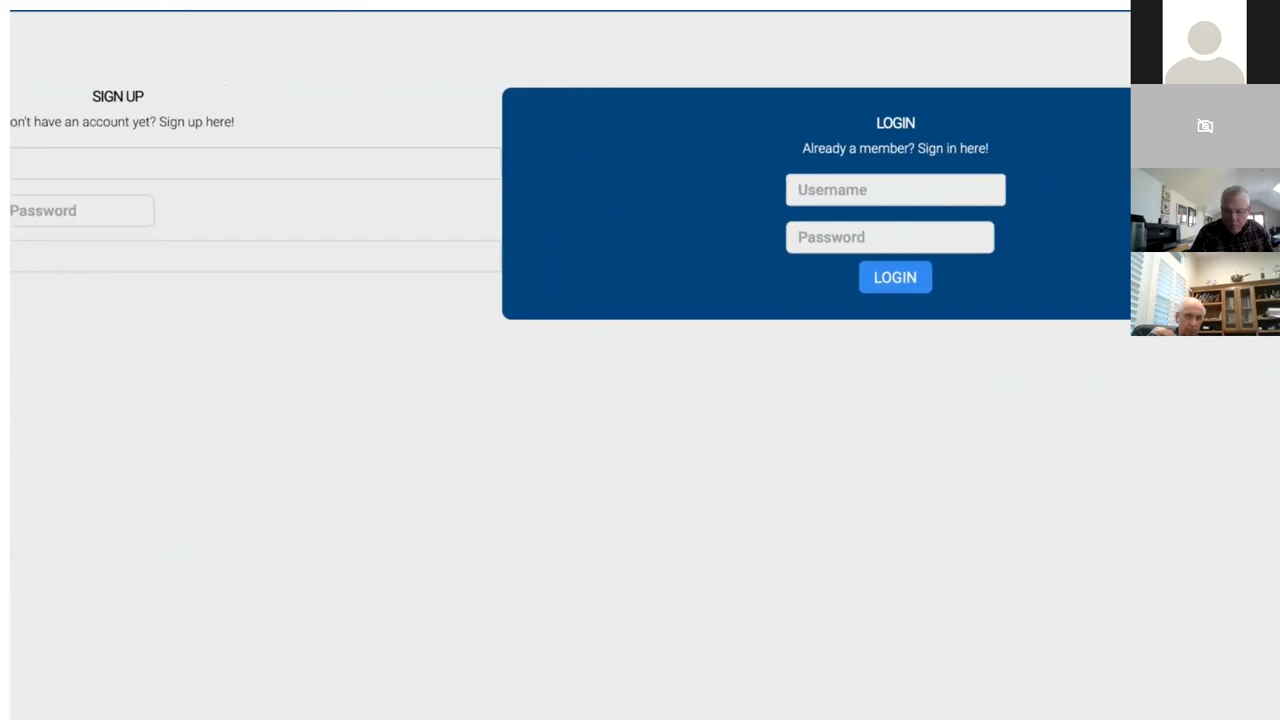 SIGN UP
on't have an account yet? Sign up here!
Password
LOGIN
Already a member? Sign in here!
Username
Password
LOGIN